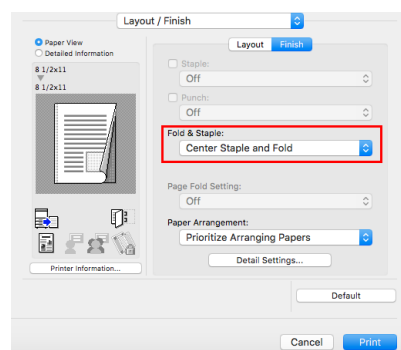 Layout / Finish
Paper View
Detailed Information
8 1/2x11
8 1/2x11
Printer Information...
Layout Finish
Staple:
Off
Punch:
Off
Fold & Staple:
Center Staple and Fold
Page Fold Setting:
Off
Paper Arrangement:
Prioritize Arranging Papers
Detail Settings...
Default
Cancel Print